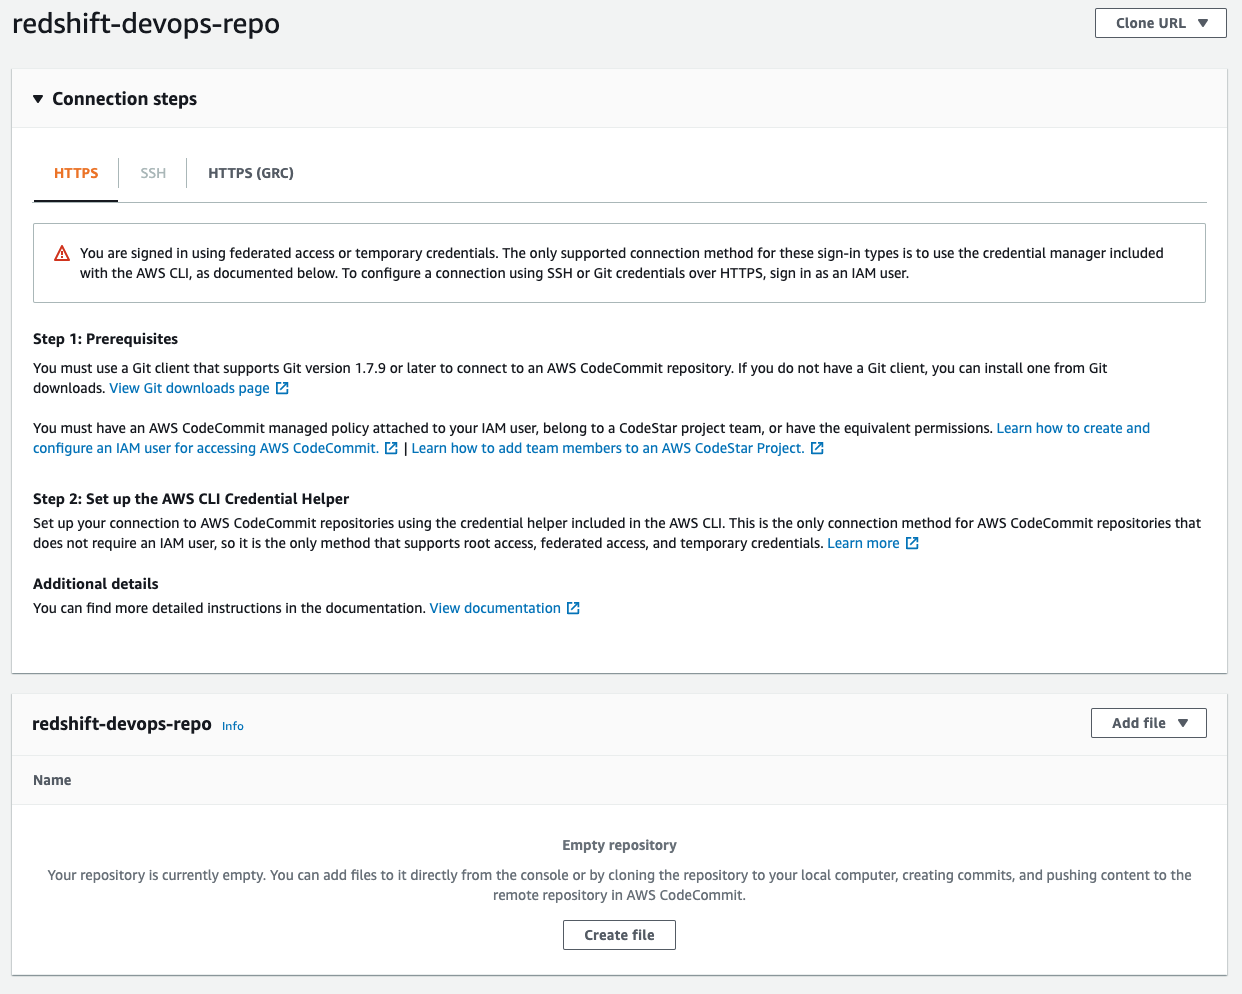 redshift-devops-repo
Clone URL
Connection steps
HTTPS
SSH
HTTPS (GRC)
You are signed in using federated access or temporary credentials. The only supported connection method for these sign-in types is to use the credential manager included
with the AWS CLI, as documented below. To configure a connection using SSH or Git credentials over HTTPS, sign in as an IAM user.
Step 1: Prerequisites
You must use a Git client that supports Git version 1.7.9 or later to connect to an AWS CodeCommit repository. If you do not have a Git client, you can install one from Git
downloads. View Git downloads page
You must have an AWS CodeCommit managed policy attached to your IAM user, belong to a CodeStar project team, or have the equivalent permissions. Learn how to create and
configure an IAM user for accessing AWS CodeCommit. | Learn how to add team members to an AWS CodeStar Project.
Step 2: Set up the AWS CLI Credential Helper
Set up your connection to AWS CodeCommit repositories using the credential helper included in the AWS CLI. This is the only connection method for AWS CodeCommit repositories that
does not require an IAM user, so it is the only method that supports root access, federated access, and temporary credentials. Learn more
Additional details
You can find more detailed instructions in the documentation. View documentation
redshift-devops-repo Info
Add file
Name
Empty repository
Your repository is currently empty. You can add files to it directly from the console or by cloning the repository to your local computer, creating commits, and pushing content to the
remote repository in AWS CodeCommit.
Create file